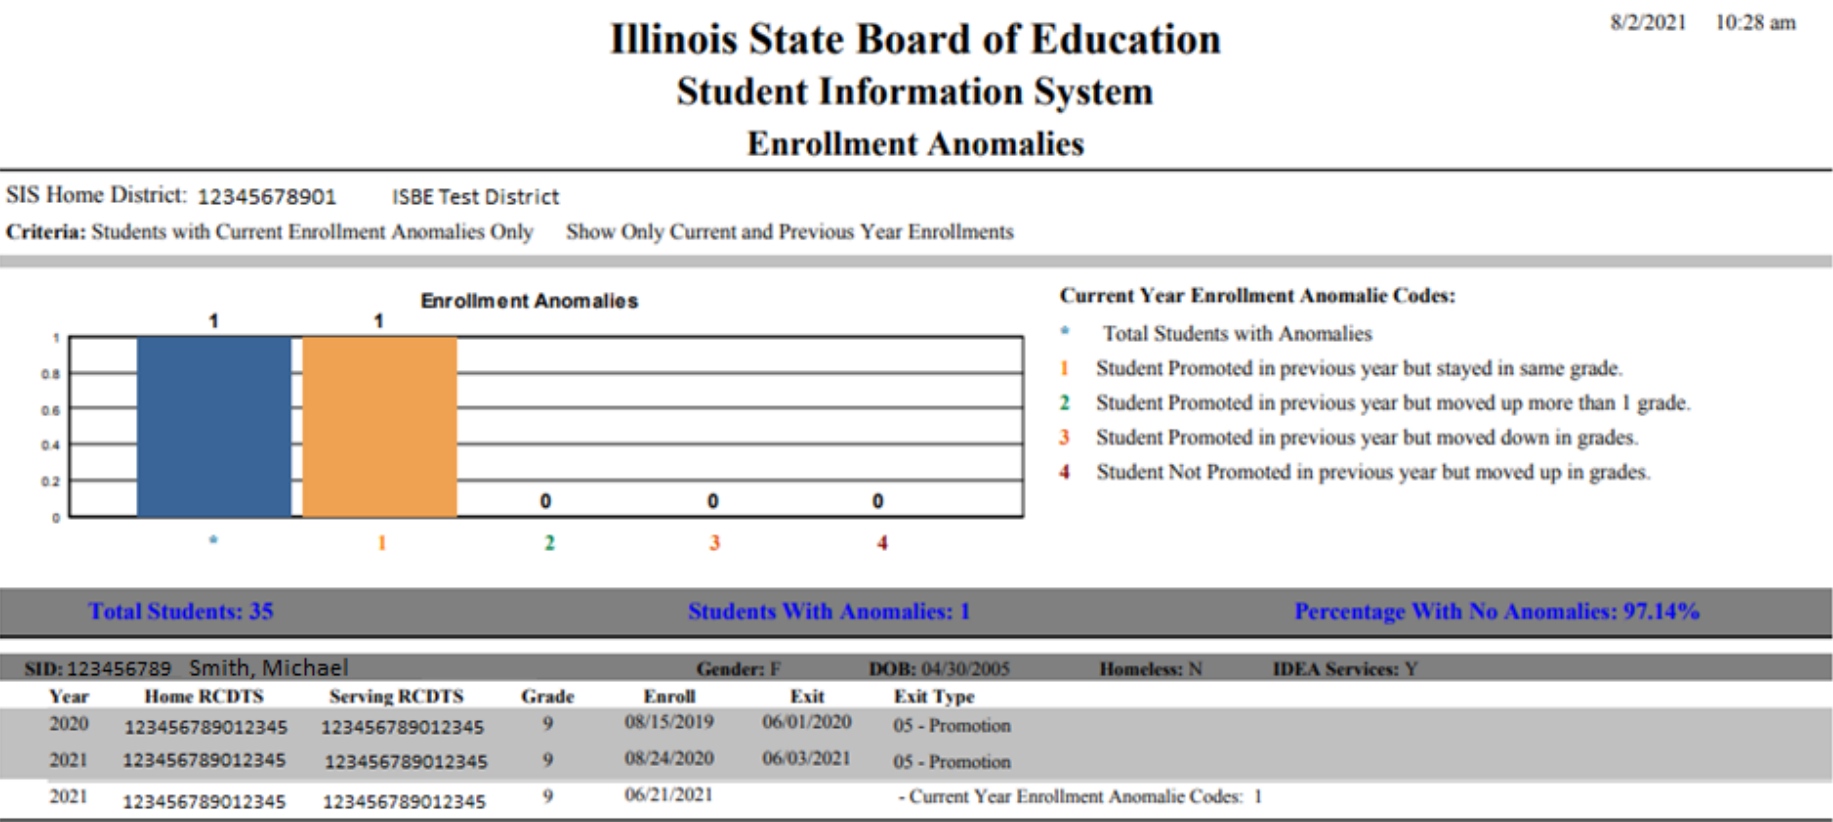 8/2/2021 10:28 am
Illinois State Board of Education
Student Information System
Enrollment Anomalies
SIS Home District: 12345678901 ISBE Test District
Criteria: Students with Current Enrollment Anomalies Only Show Only Current and Previous Year Enrollments
Enrollment Anomalies
1 1
1
0.8
0.6
0.4
0.2
0
0 0 0
* 1 2 3 4
Current Year Enrollment Anomalie Codes:
* Total Students with Anomalies
1 Student Promoted in previous year but stayed in same grade.
2 Student Promoted in previous year but moved up more than 1 grade.
3 Student Promoted in previous year but moved down in grades.
4 Student Not Promoted in previous year but moved up in grades.
Total Students: 35 Students With Anomalies: 1 Percentage With No Anomalies: 97.14%
SID: 123456789 Smith, Michael Gender: F DOB: 04/30/2005 Homeless: N IDEA Services: Y
Year Home RCDTS Serving RCDTS Grade Enroll Exit Exit Type
2020 123456789012345 123456789012345 9 08/15/2019 06/01/2020 05 - Promotion
2021 123456789012345 123456789012345 9 08/24/2020 06/03/2021 05 - Promotion
2021 123456789012345 123456789012345 9 06/21/2021 - Current Year Enrollment Anomalie Codes: 1